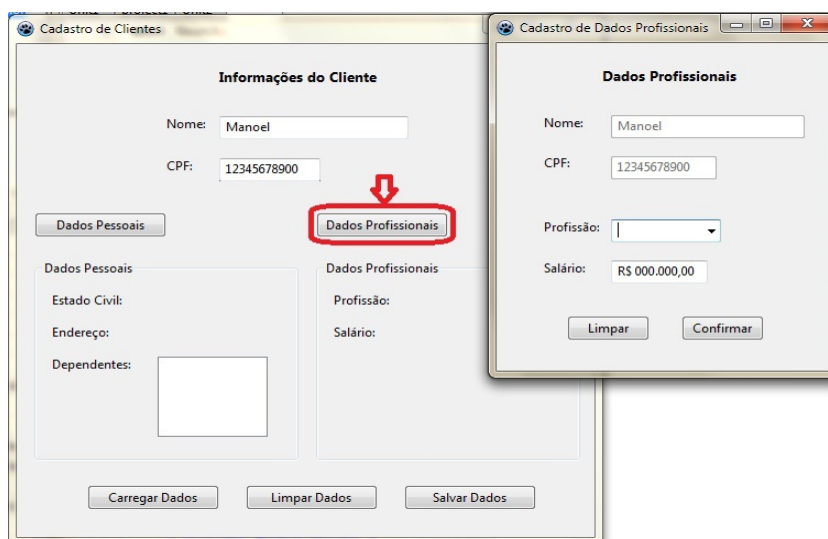 Cadastro de Clientes
Informações do Cliente
Nome: Manoel
CPF: 12345678900
Dados Pessoais Dados Profissionais
Dados Pessoais
Estado Civil:
Endereço:
Dependentes:
Dados Profissionais
Profissão:
Salário:
Carregar Dados Limpar Dados Salvar Dados
Cadastro de Dados Profissionais
Dados Profissionais
Nome: Manoel
CPF: 12345678900
Profissão:
Salário: R$ 000.000,00
Limpar Confirmar